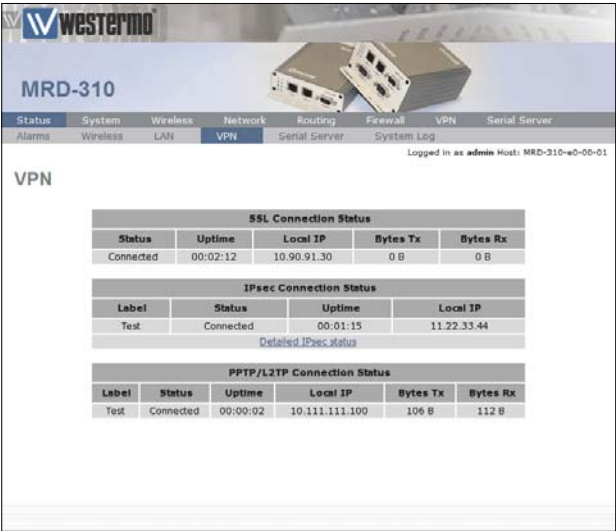 westermo
MRD-310
Status System Wireless Network Routing Firewall VPN Serial Server
Alarms Wireless LAN VPN Serial Server System Log
Logged in as admin Host: MRD-310-e0-00-01
VPN
SSL Connection Status
Status Uptime Local IP Bytes Tx Bytes Rx
Connected 00:02:12 10.90.91.30 0 B 0 B
IPsec Connection Status
Label Status Uptime Local IP
Test Connected 00:01:15 11.22.33.44
Detailed IPsec status
PPTP/L2TP Connection Status
Label Status Uptime Local IP Bytes Tx Bytes Rx
Test Connected 00:00:02 10.111.111.100 106 B 112 B